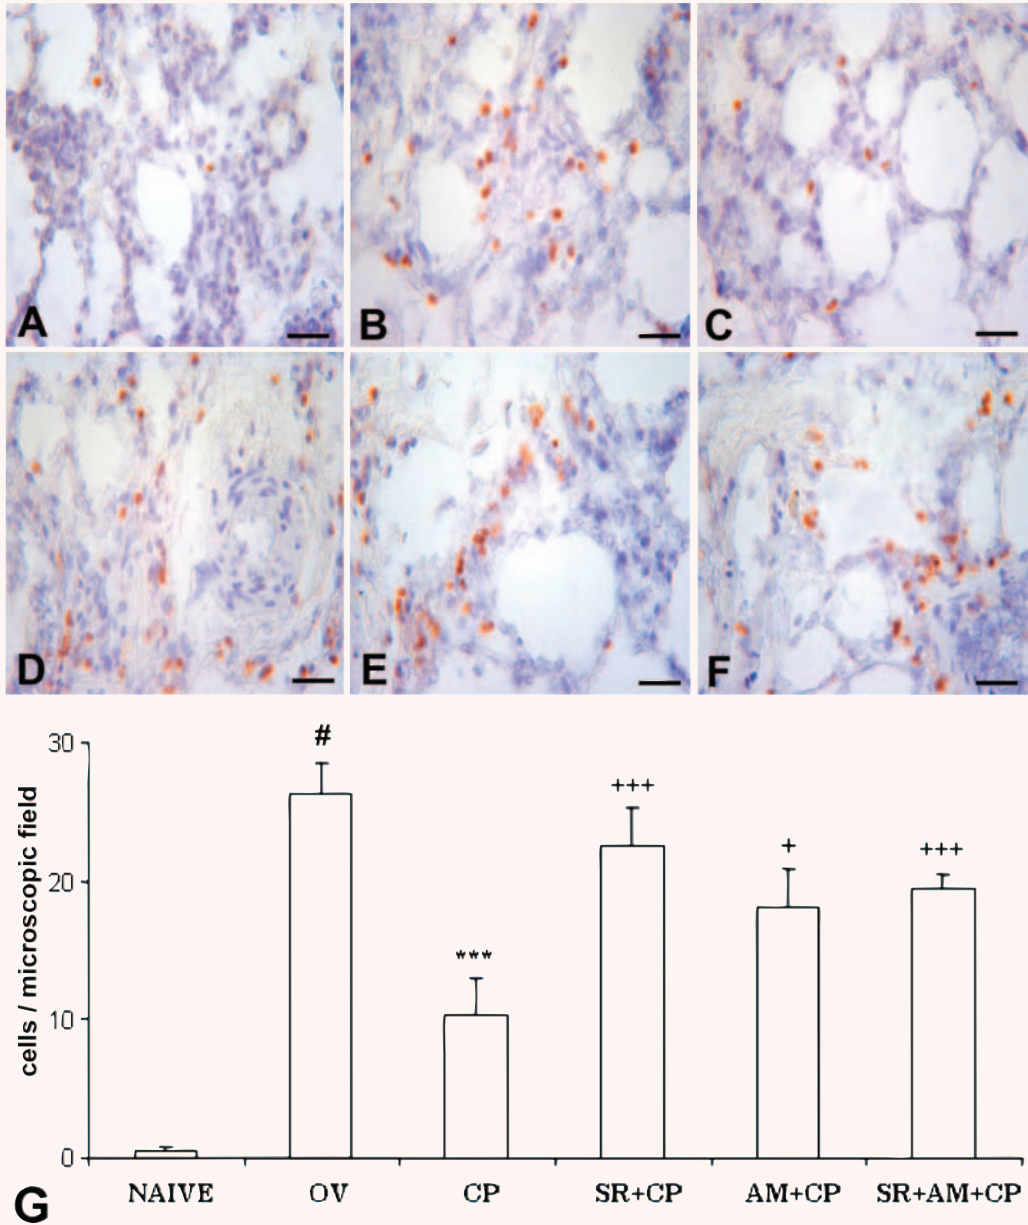 A B C
D E F
cells / microscopic field
30
20
10
0
#
***
+++
+
+++
NAIVE OV CP SR+CP AM+CP SR+AM+CP
G